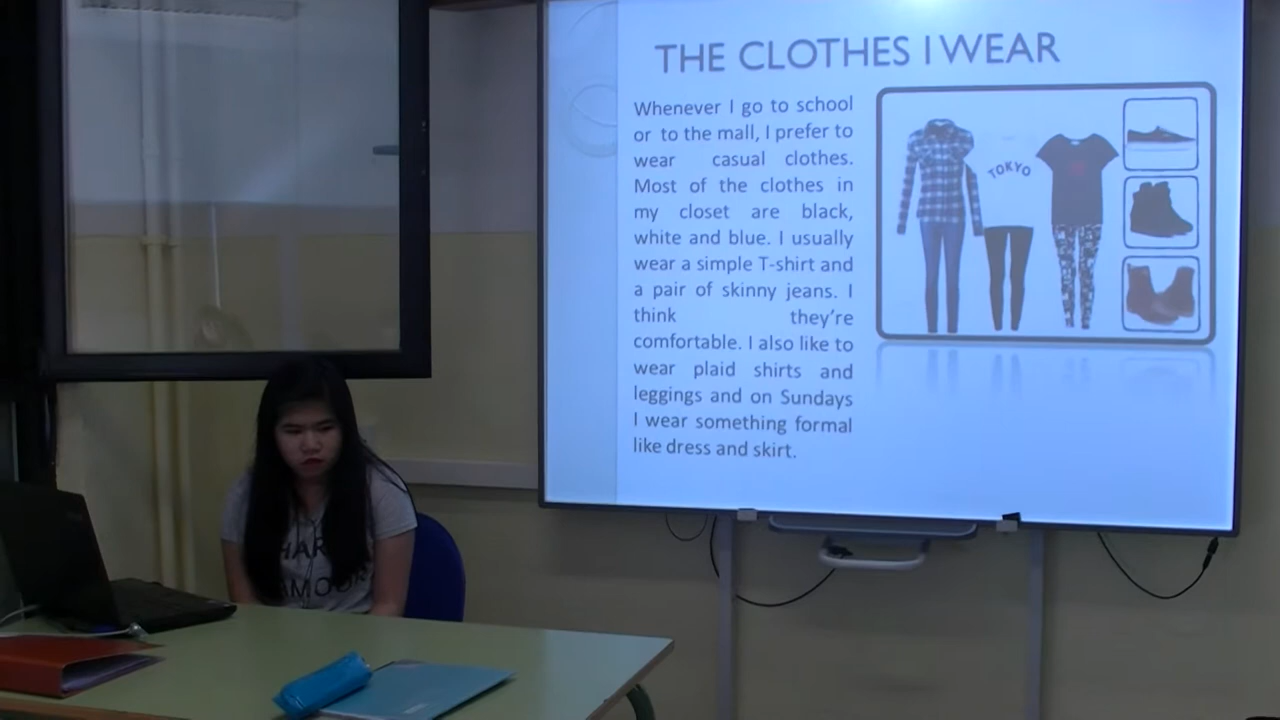 THE CLOTHES I WEAR
Whenever I go to school
or to the mall, I prefer to
wear casual clothes.
Most of the clothes in
my closet are black,
white and blue. I usually
wear a simple T-shirt and
a pair of skinny jeans. I
think they're
comfortable. I also like to
wear plaid shirts and
leggings and on Sundays
I wear something formal
like dress and skirt.
TOKYO